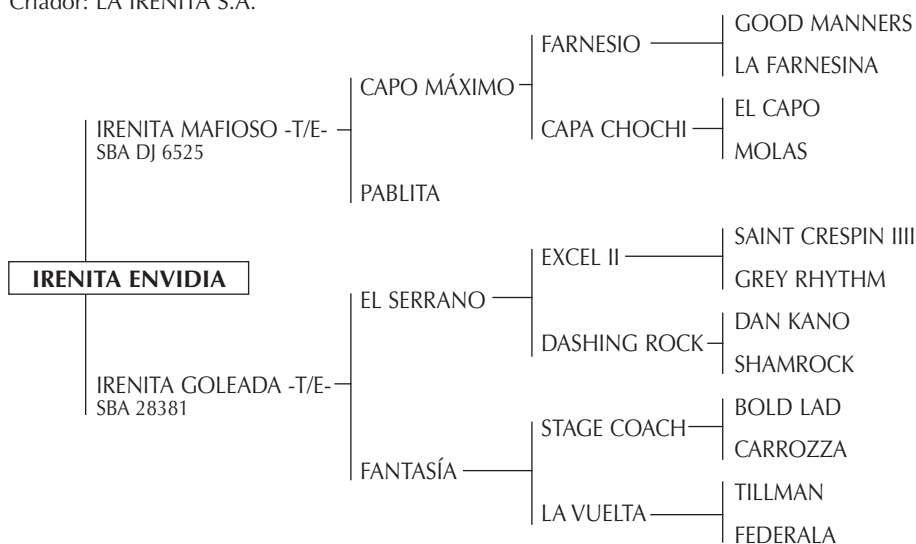 Criador: LA IRENITA S.A.
GOOD MANNERS
FARNESIO
LA FARNESINA
CAPO MÁXIMO
EL CAPO
IRENITA MAFIOSO -T/E-
CAPA CHOCHI
SBA DJ 6525
MOLAS
PABLITA
SAINT CRESPIN IIII
EXCEL II
IRENITA ENVIDIA
GREY RHYTHM
EL SERRANO
DAN KANO
DASHING ROCK
SHAMROCK
IRENITA GOLEADA -T/E-
SBA 28381
BOLD LAD
STAGE COACH
CARROZZA
FANTASÍA
TILLMAN
LA VUELTA
FEDERALA